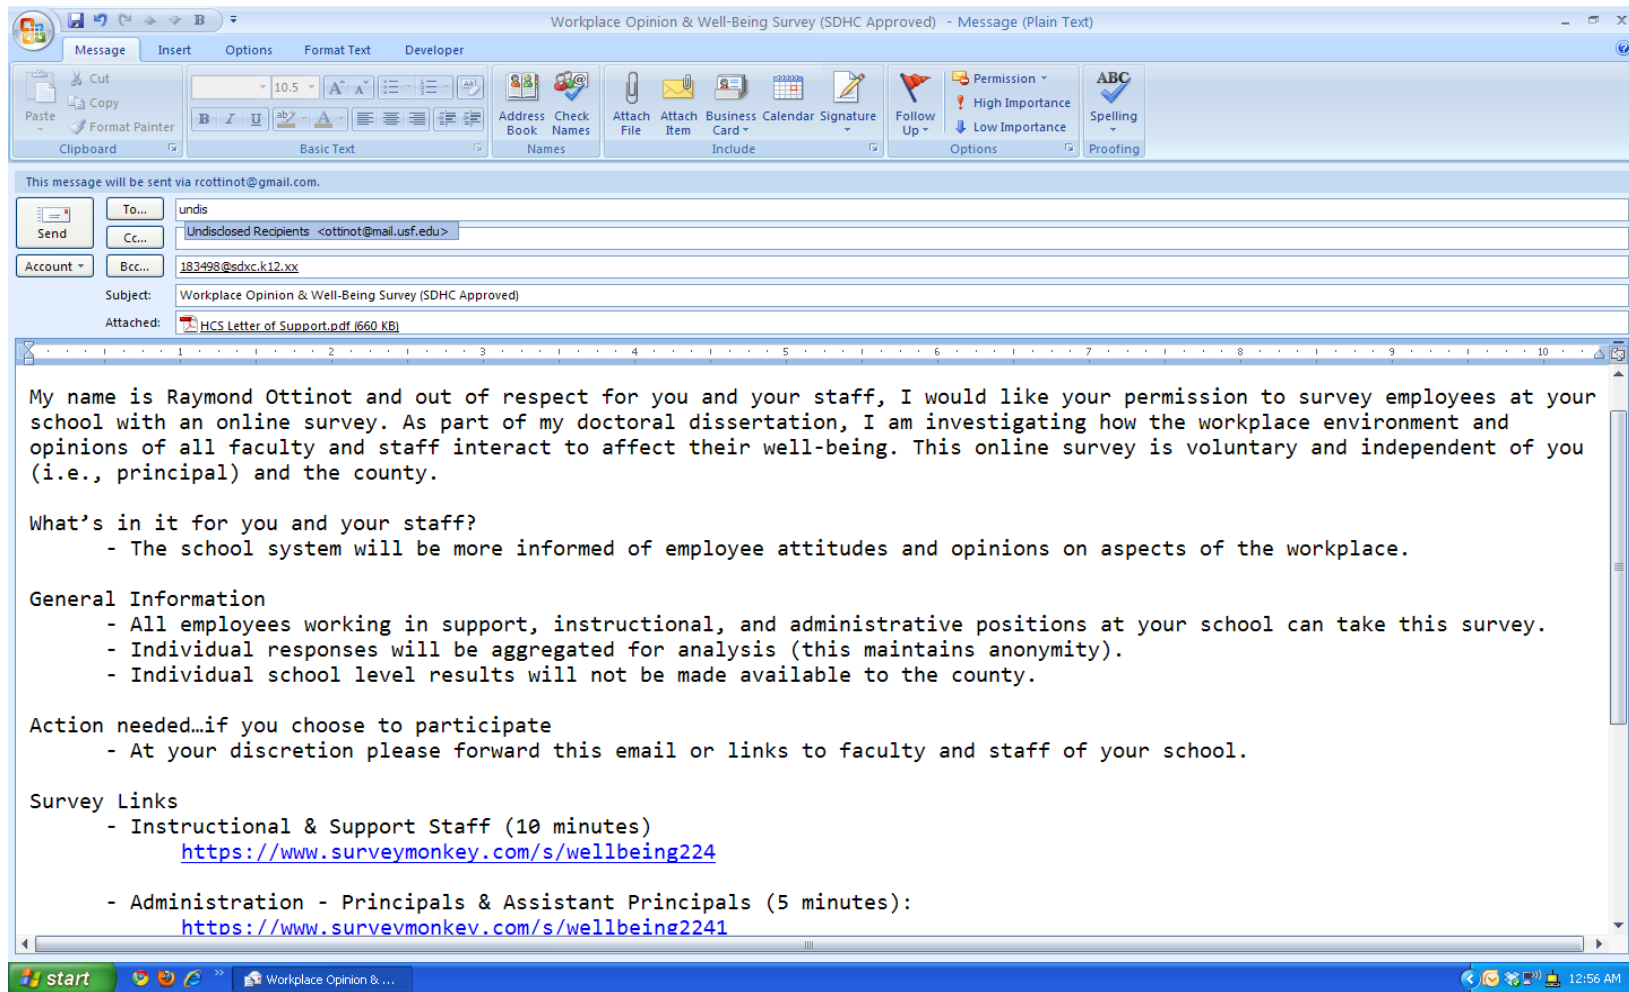 Workplace Opinion & Well-Being Survey (SDHC Approved) - Message (Plain Text)
Message Insert Options Format Text Developer
Paste
Cut
Copy
Format Painter
Clipboard
10.5
B I U
Basic Text
Address Book
Check Names
Names
Attach File
Attach Item
Business Card
Calendar
Signature
Include
Follow Up
Permission
High Importance
Low Importance
Options
ABC
Spelling
Proofing
This message will be sent via rcottinot@gmail.com.
Send
Account
To... undis
Undisclosed Recipients <ottinot@mail.usf.edu>
Cc...
Bcc... 183498@sdxc.k12.xx
Subject: Workplace Opinion & Well-Being Survey (SDHC Approved)
Attached: HCS Letter of Support.pdf (660 KB)
1 2 3 4 5 6 7 8 9 10
My name is Raymond Ottinot and out of respect for you and your staff, I would like your permission to survey employees at your
school with an online survey. As part of my doctoral dissertation, I am investigating how the workplace environment and
opinions of all faculty and staff interact to affect their well-being. This online survey is voluntary and independent of you
(i.e., principal) and the county.
What’s in it for you and your staff?
- The school system will be more informed of employee attitudes and opinions on aspects of the workplace.
General Information
- All employees working in support, instructional, and administrative positions at your school can take this survey.
- Individual responses will be aggregated for analysis (this maintains anonymity).
- Individual school level results will not be made available to the county.
Action needed…if you choose to participate
- At your discretion please forward this email or links to faculty and staff of your school.
Survey Links
- Instructional & Support Staff (10 minutes)
https://www.surveymonkey.com/s/wellbeing224
- Administration - Principals & Assistant Principals (5 minutes):
https://www.surveymonkey.com/s/wellbeing2241
start
Workplace Opinion & ...
12:56 AM